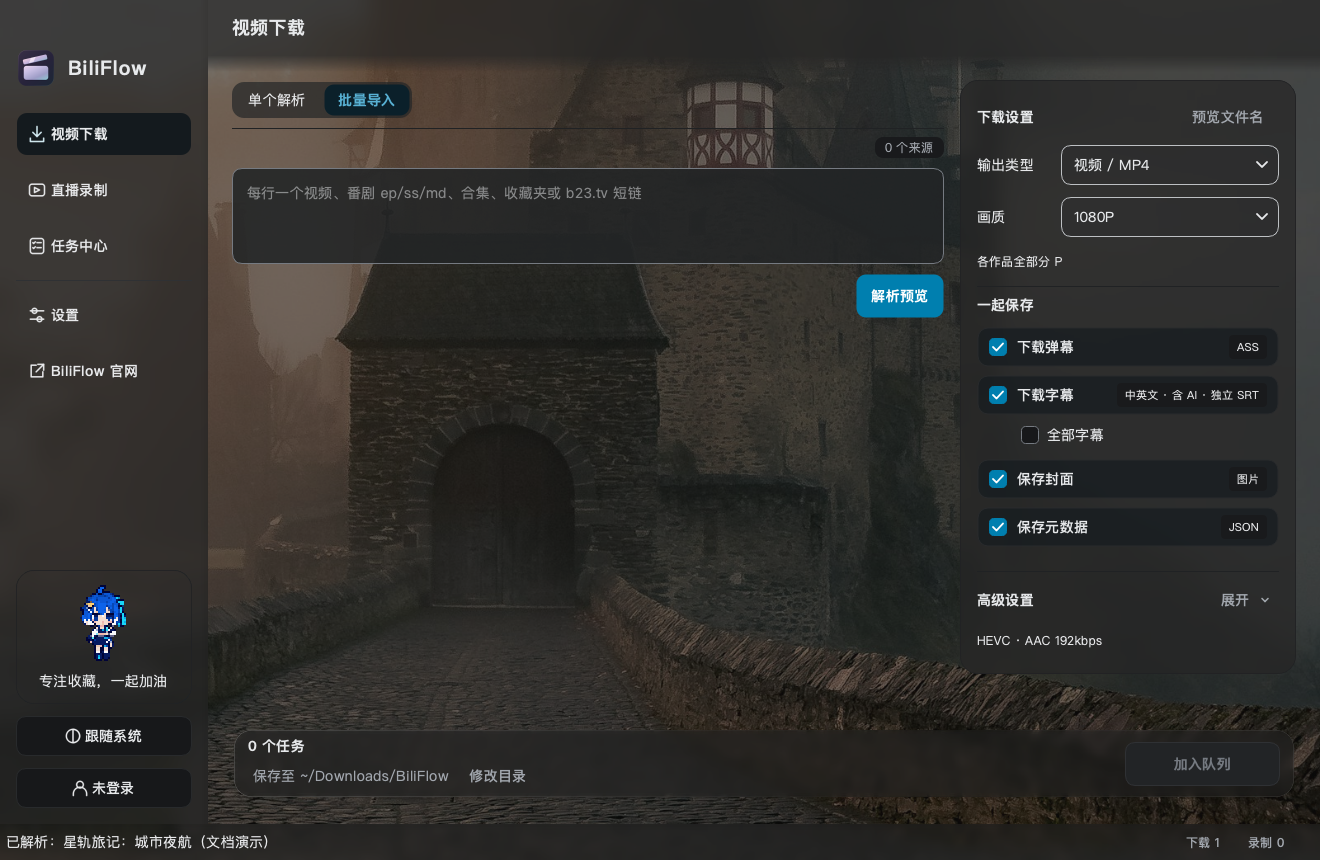 视频下载
BiliFlow
视频下载
直播录制
任务中心
设置
BiliFlow 官网
专注收藏，一起加油
跟随系统
未登录
单个解析
批量导入
0 个来源
每行一个视频、番剧 ep/ss/md、合集、收藏夹或 b23.tv 短链
解析预览
下载设置
预览文件名
输出类型
视频 / MP4
画质
1080P
各作品全部分 P
一起保存
下载弹幕
ASS
下载字幕
中英文 · 含 AI · 独立 SRT
全部字幕
保存封面
图片
保存元数据
JSON
高级设置
展开
HEVC · AAC 192kbps
0 个任务
保存至 ~/Downloads/BiliFlow
修改目录
加入队列
已解析：星轨旅记：城市夜航（文档演示）
下载 1
录制 0